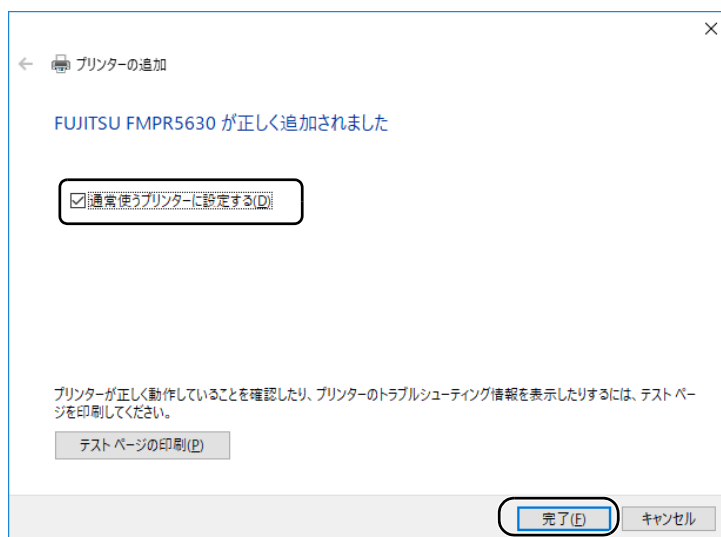 プリンターの追加
FUJITSU FMPR5630 が正しく追加されました
通常使うプリンターに設定する(D)
プリンターが正しく動作していることを確認したり、プリンターのトラブルシューティング情報を表示したりするには、テスト ペー
ジを印刷してください。
テスト ページの印刷(P)
完了(F) キャンセル